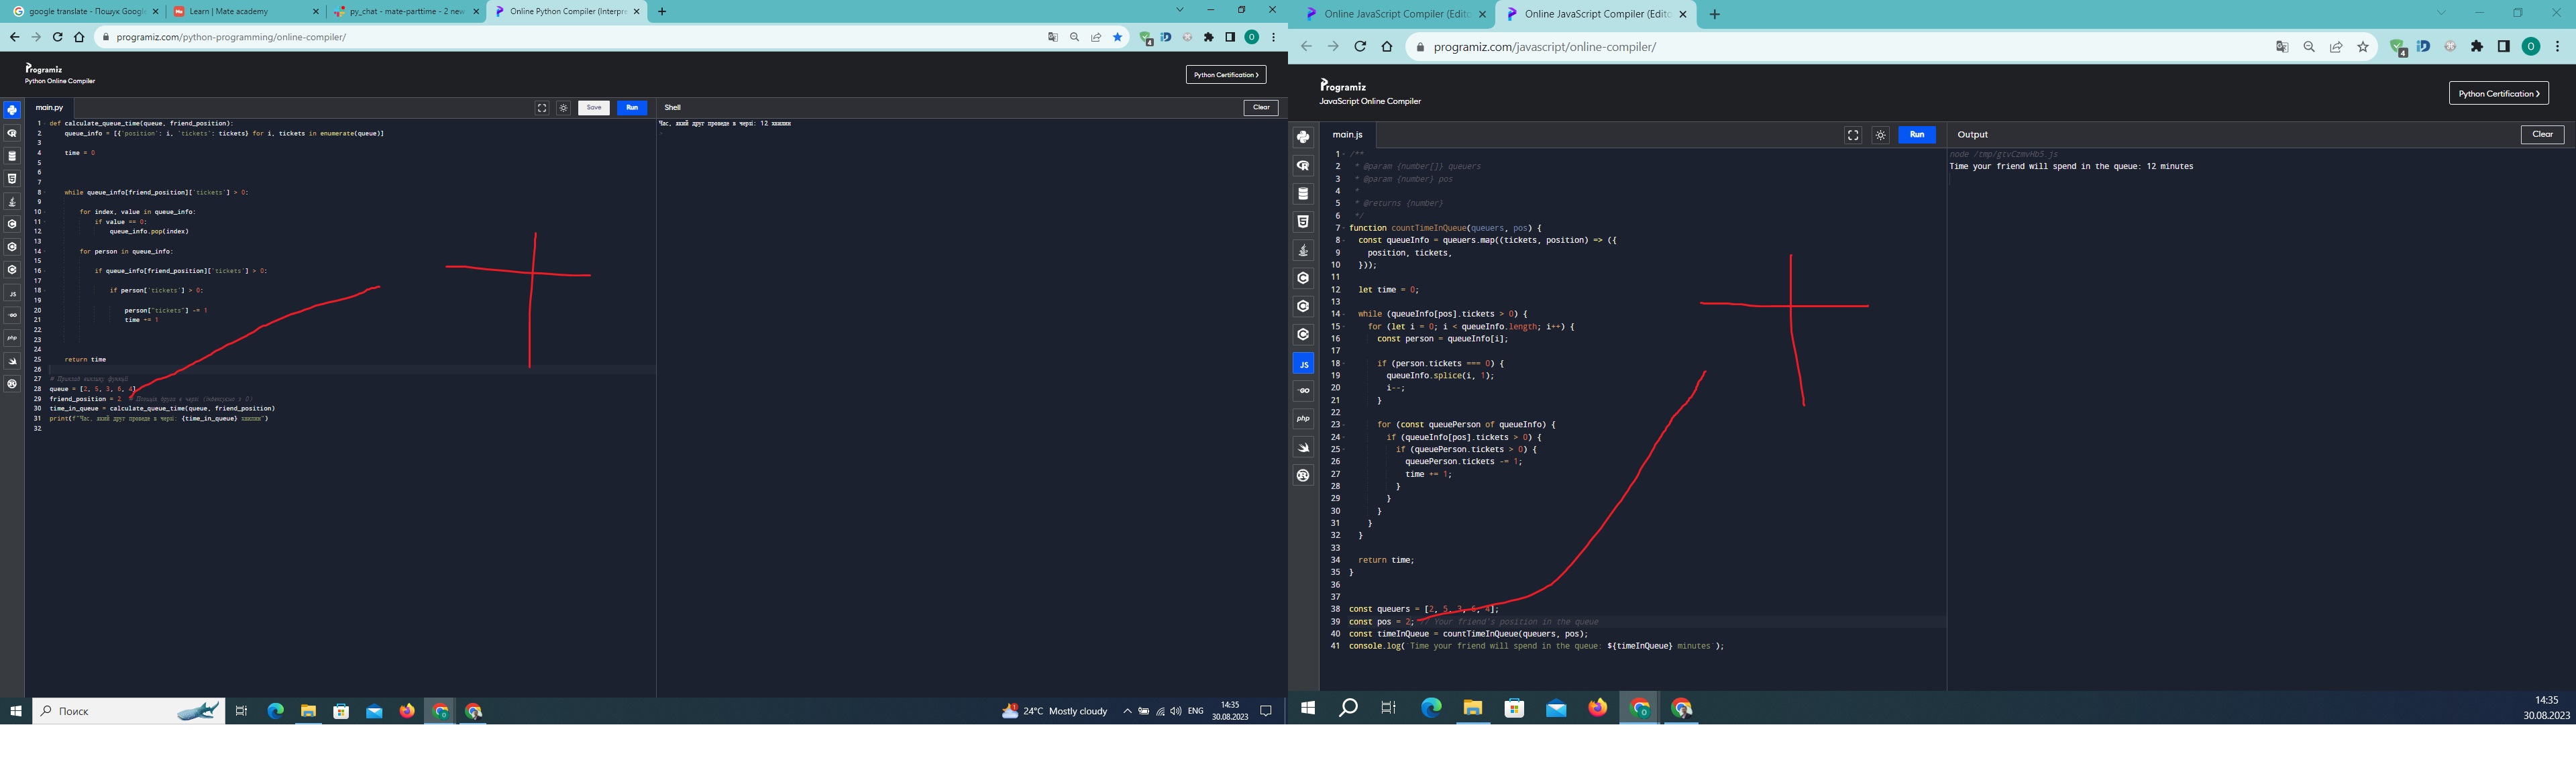 google translate - Пошук Google
Learn | Mate academy
py_chat - mate-parttime - 2 new
Online Python Compiler (Interpre
programiz.com/python-programming/online-compiler/
4
O
Programiz
Python Online Compiler
Python Certification >
main.py
Save
Run
Shell
Clear
1 def calculate_queue_time(queue, friend_position):
2 queue_info = [{'position': i, 'tickets': tickets} for i, tickets in enumerate(queue)]
3
4 time = 0
5
6
7
8 while queue_info[friend_position]['tickets'] > 0:
9
10 for index, value in queue_info:
11 if value == 0:
12 queue_info.pop(index)
13
14 for person in queue_info:
15
16 if queue_info[friend_position]['tickets'] > 0:
17
18 if person['tickets'] > 0:
19
20 person["tickets"] -= 1
21 time += 1
22
23
24
25 return time
26
27 # Приклад виклику функції
28 queue = [2, 5, 3, 6, 4]
29 friend_position = 2 # Позиція друга в черзі (індексуємо з 0)
30 time_in_queue = calculate_queue_time(queue, friend_position)
31 print(f"Час, який друг проведе в черзі: {time_in_queue} хвилин")
32
Час, який друг проведе в черзі: 12 хвилин
>
JS
GO
php
Поиск
24°C Mostly cloudy
ENG
14:35
30.08.2023
Online JavaScript Compiler (Edito
Online JavaScript Compiler (Edito
programiz.com/javascript/online-compiler/
4
O
Programiz
JavaScript Online Compiler
Python Certification >
main.js
Run
Output
Clear
1 /**
2 * @param {number[]} queuers
3 * @param {number} pos
4 *
5 * @returns {number}
6 */
7 function countTimeInQueue(queuers, pos) {
8 const queueInfo = queuers.map((tickets, position) => ({
9 position, tickets,
10 }));
11
12 let time = 0;
13
14 while (queueInfo[pos].tickets > 0) {
15 for (let i = 0; i < queueInfo.length; i++) {
16 const person = queueInfo[i];
17
18 if (person.tickets === 0) {
19 queueInfo.splice(i, 1);
20 i--;
21 }
22
23 for (const queuePerson of queueInfo) {
24 if (queueInfo[pos].tickets > 0) {
25 if (queuePerson.tickets > 0) {
26 queuePerson.tickets -= 1;
27 time += 1;
28 }
29 }
30 }
31 }
32 }
33
34 return time;
35 }
36
37
38 const queuers = [2, 5, 3, 6, 4];
39 const pos = 2; // Your friend's position in the queue
40 const timeInQueue = countTimeInQueue(queuers, pos);
41 console.log(`Time your friend will spend in the queue: ${timeInQueue} minutes`);
node /tmp/gtvCzmvHb5.js
Time your friend will spend in the queue: 12 minutes
JS
GO
php
14:35
30.08.2023